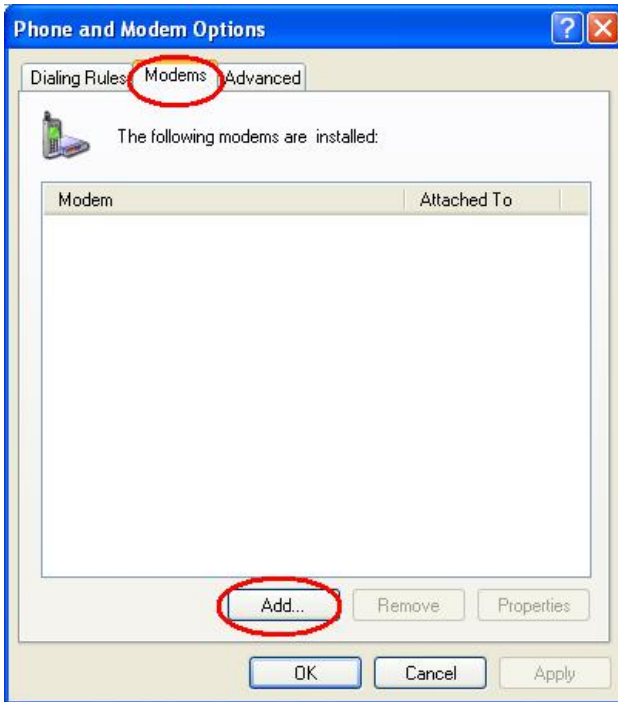 Phone and Modem Options
Dialing Rules Modems Advanced
The following modems are installed:
Modem Attached To
Add... Remove Properties
OK Cancel Apply